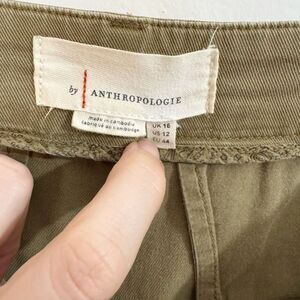 by ANTHROPOLOGIE
made in cambodia
fabriqué au cambodge
UK 16
US 12
EU 44